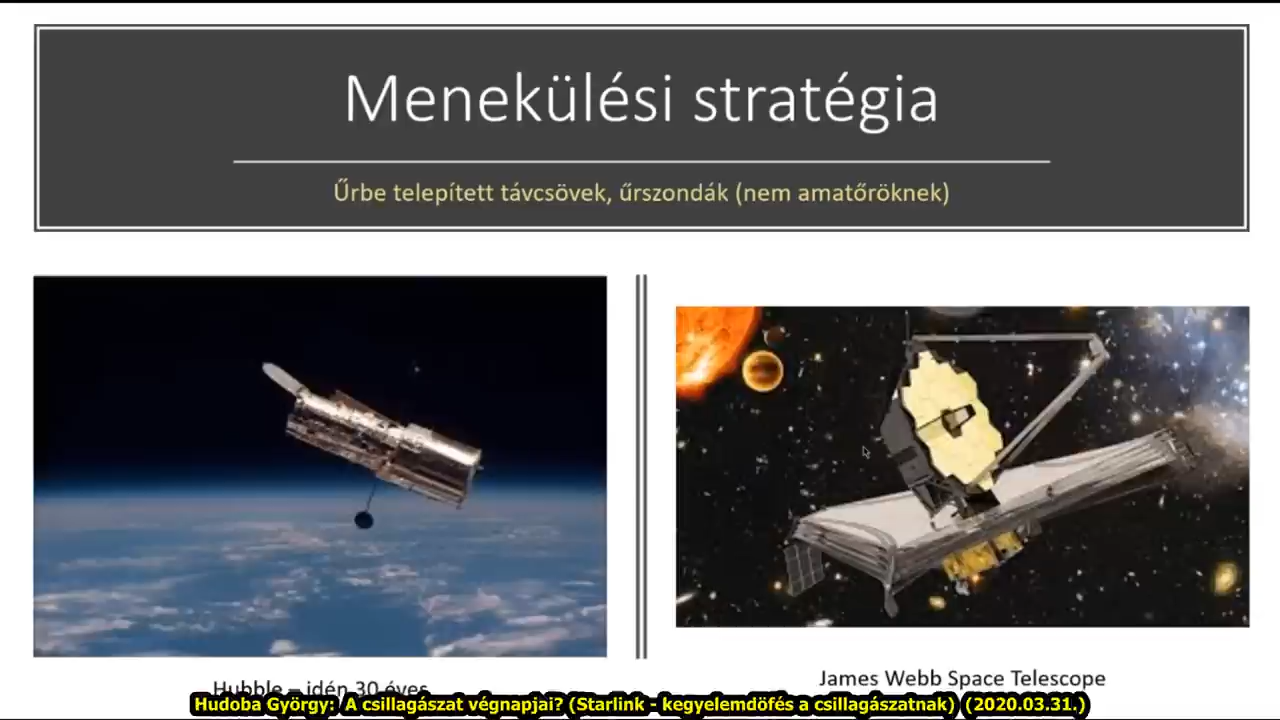 Menekülési stratégia
Űrbe telepített távcsövek, űrszondák (nem amatőröknek)
James Webb Space Telescope
Hubble – idén 30 éves
Hudoba György: A csillagászat végnapjai? (Starlink - kegyelemdöfés a csillagászatnak) (2020.03.31.)